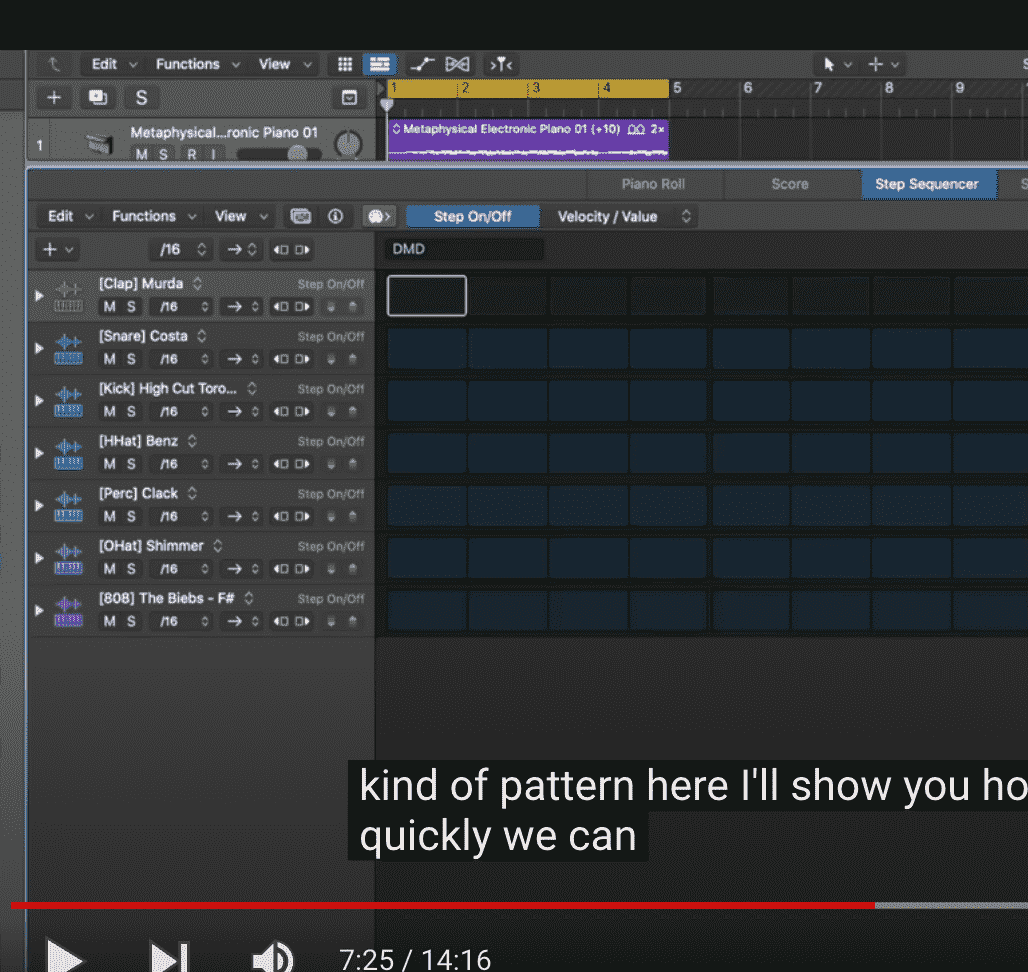 Edit Functions View
1 2 3 4 5 6 7 8 9
S
1 Metaphysical...ronic Piano 01
M S R I
Metaphysical Electronic Piano 01 (+10) 2×
Piano Roll Score Step Sequencer S
Edit Functions View Step On/Off Velocity / Value
/16 DMD
[Clap] Murda Step On/Off
M S /16
[Snare] Costa Step On/Off
M S /16
[Kick] High Cut Toro... Step On/Off
M S /16
[HHat] Benz Step On/Off
M S /16
[Perc] Clack Step On/Off
M S /16
[OHat] Shimmer Step On/Off
M S /16
[808] The Biebs - F# Step On/Off
M S /16
kind of pattern here I'll show you ho
quickly we can
7:25 / 14:16